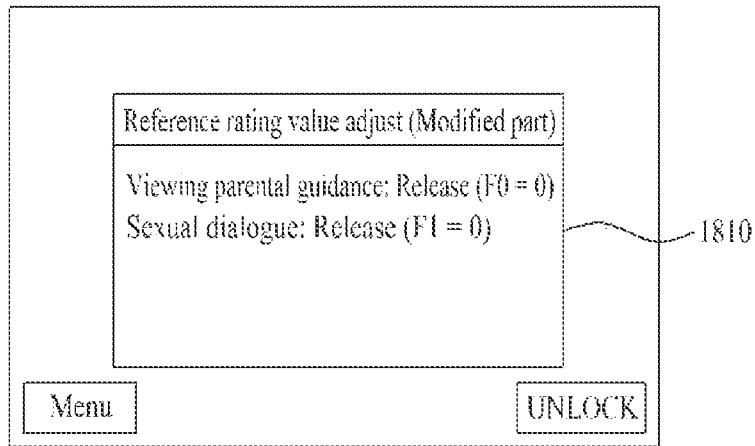 Reference rating value adjust (Modified part)
Viewing parental guidance: Release (F0 = 0)
Sexual dialogue: Release (F1 = 0)
1810
Menu
UNLOCK